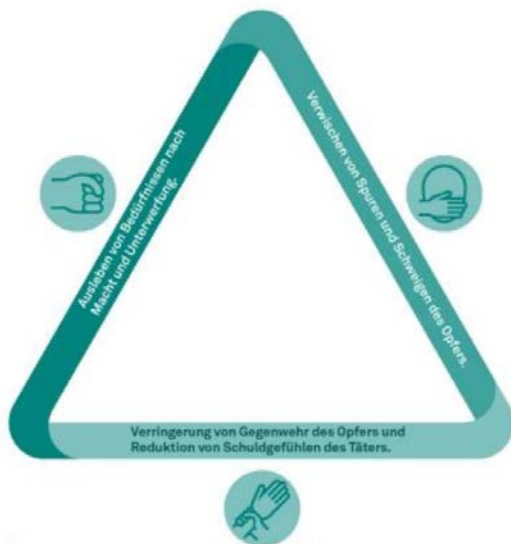 Ausleben von Bedürfnissen nach
Macht und Unterwerfung.
Verwischen von Spuren und Schweigen des Opfers.
Verringerung von Gegenwehr des Opfers und
Reduktion von Schuldgefühlen des Täters.